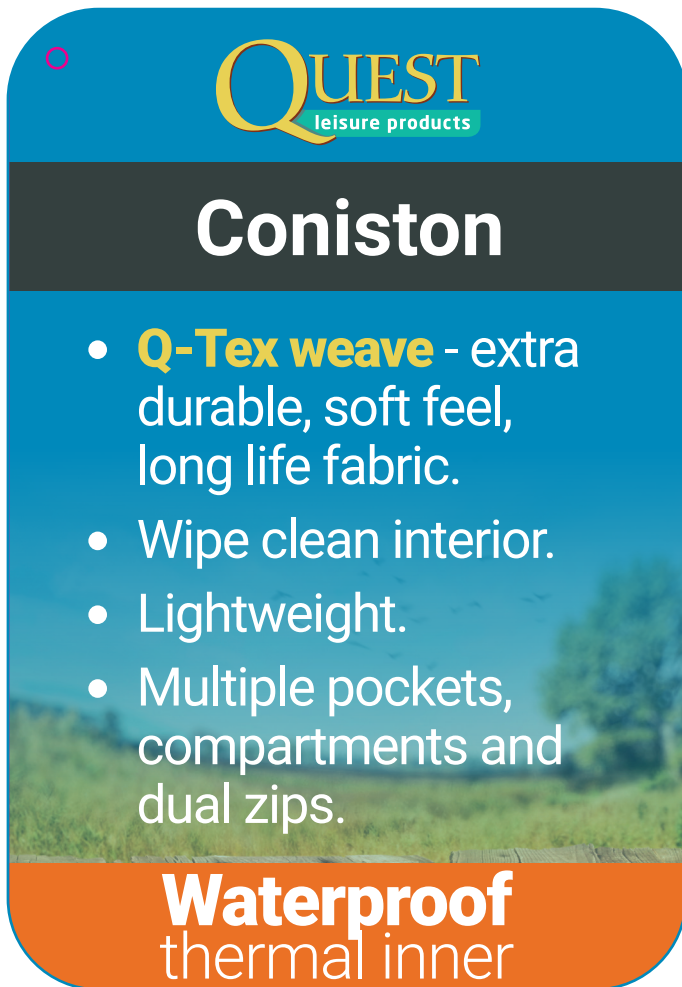 QUEST
leisure products
Coniston
• Q-Tex weave - extra
durable, soft feel,
long life fabric.
• Wipe clean interior.
• Lightweight.
• Multiple pockets,
compartments and
dual zips.
Waterproof
thermal inner